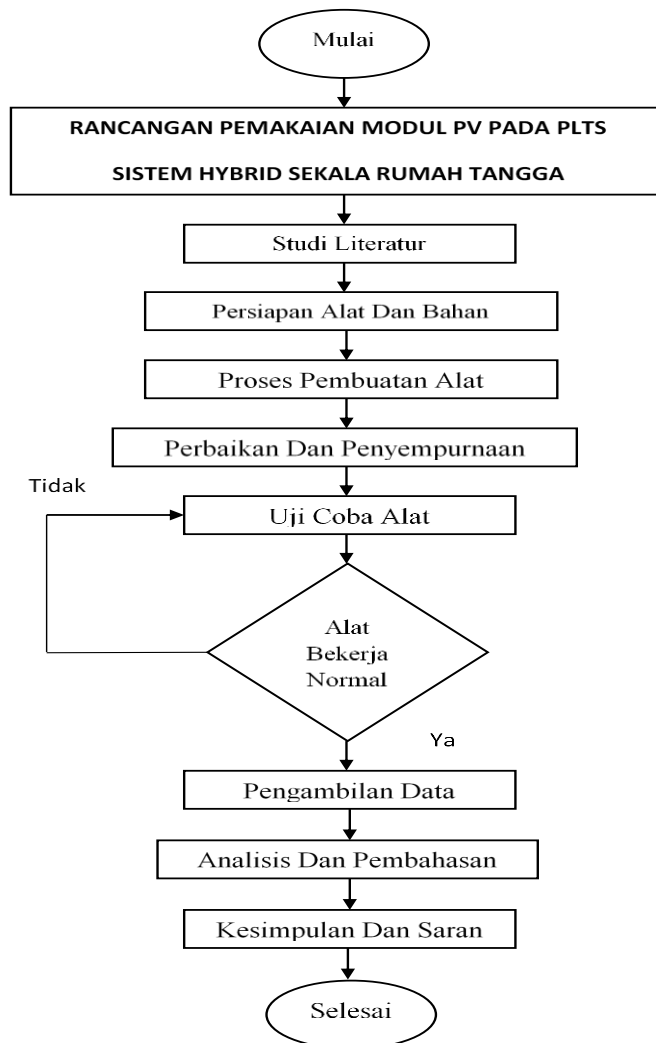 Mulai
RANCANGAN PEMAKAIAN MODUL PV PADA PLTS
SISTEM HYBRID SEKALA RUMAH TANGGA
Studi Literatur
Persiapan Alat Dan Bahan
Proses Pembuatan Alat
Perbaikan Dan Penyempurnaan
Tidak
Uji Coba Alat
Alat
Bekerja
Normal
Ya
Pengambilan Data
Analisis Dan Pembahasan
Kesimpulan Dan Saran
Selesai